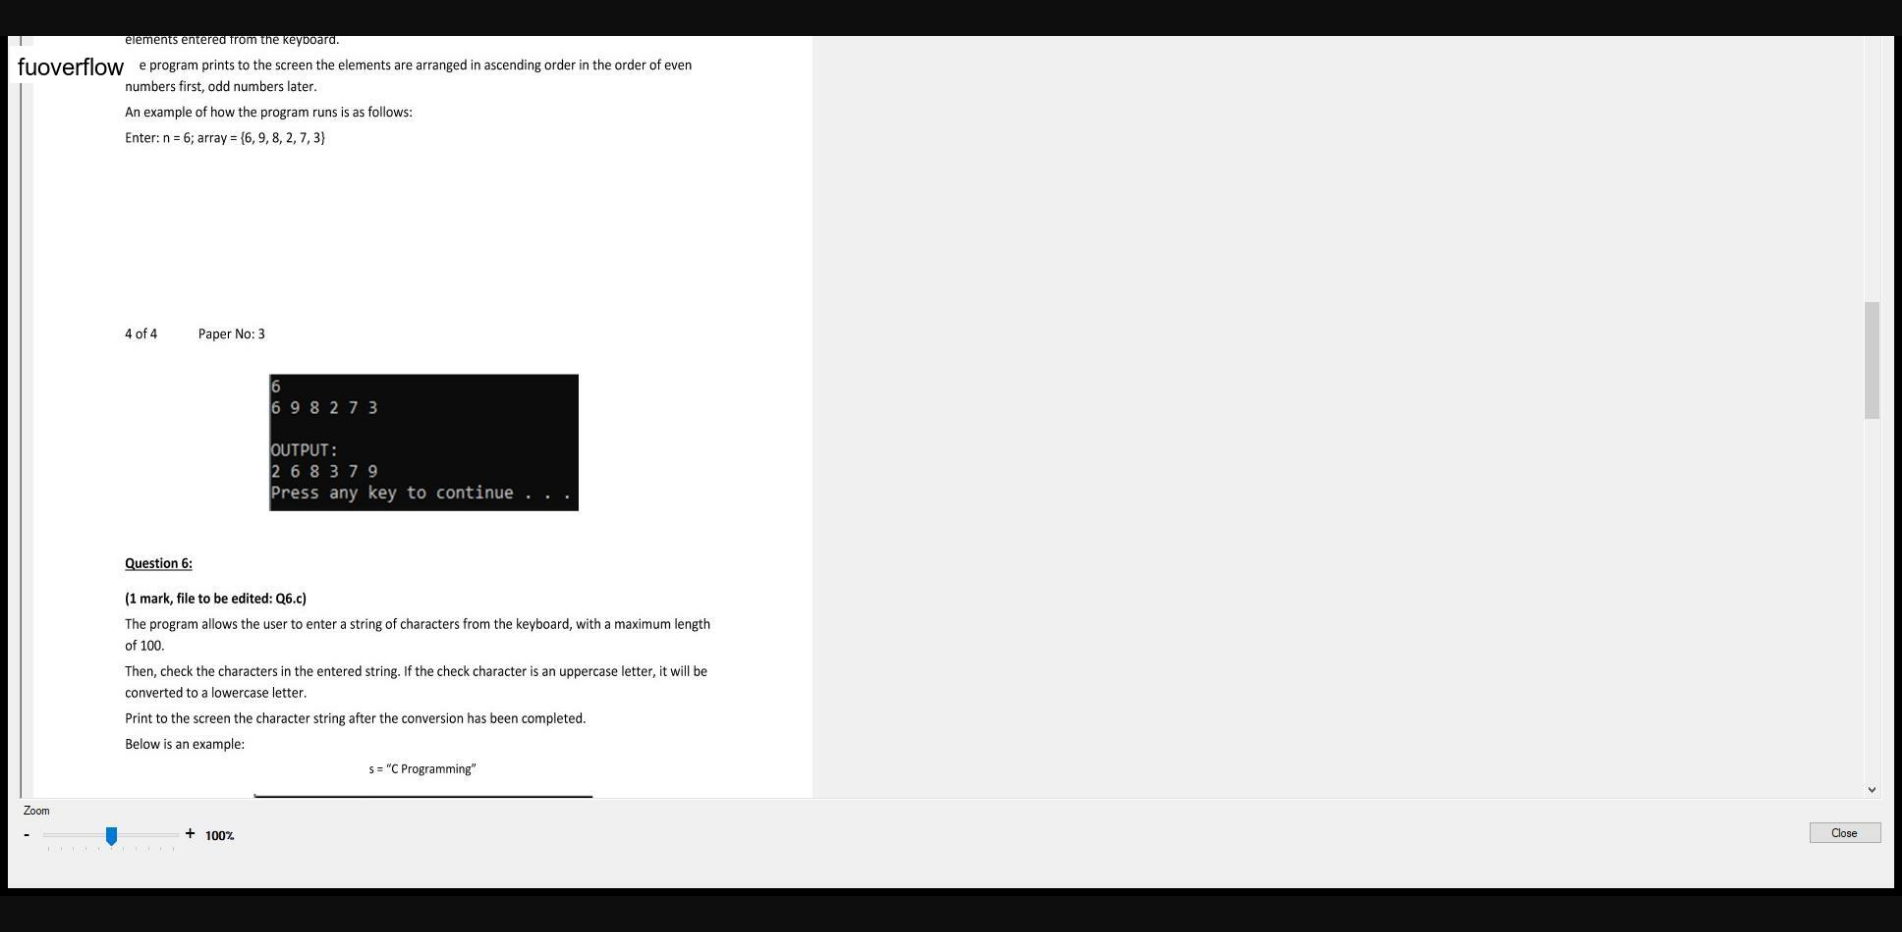 elements entered from the keyboard.
fuoverflow
e program prints to the screen the elements are arranged in ascending order in the order of even
numbers first, odd numbers later.
An example of how the program runs is as follows:
Enter: n = 6; array = {6, 9, 8, 2, 7, 3}
4 of 4 Paper No: 3
6
6 9 8 2 7 3
OUTPUT:
2 6 8 3 7 9
Press any key to continue . . .
Question 6:
(1 mark, file to be edited: Q6.c)
The program allows the user to enter a string of characters from the keyboard, with a maximum length
of 100.
Then, check the characters in the entered string. If the check character is an uppercase letter, it will be
converted to a lowercase letter.
Print to the screen the character string after the conversion has been completed.
Below is an example:
s = “C Programming”
Zoom
- + 100%
Close